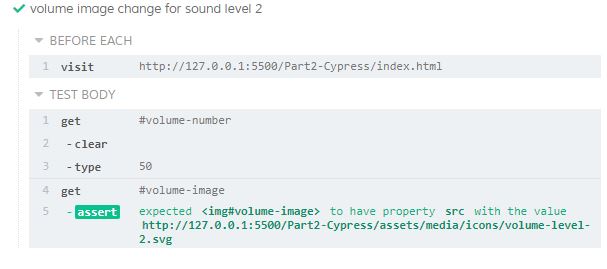 volume image change for sound level 2
BEFORE EACH
1 visit http://127.0.0.1:5500/Part2-Cypress/index.html
TEST BODY
1 get #volume-number
2 -clear
3 -type 50
4 get #volume-image
5 -assert expected <img#volume-image> to have property src with the value
http://127.0.0.1:5500/Part2-Cypress/assets/media/icons/volume-level-
2.svg